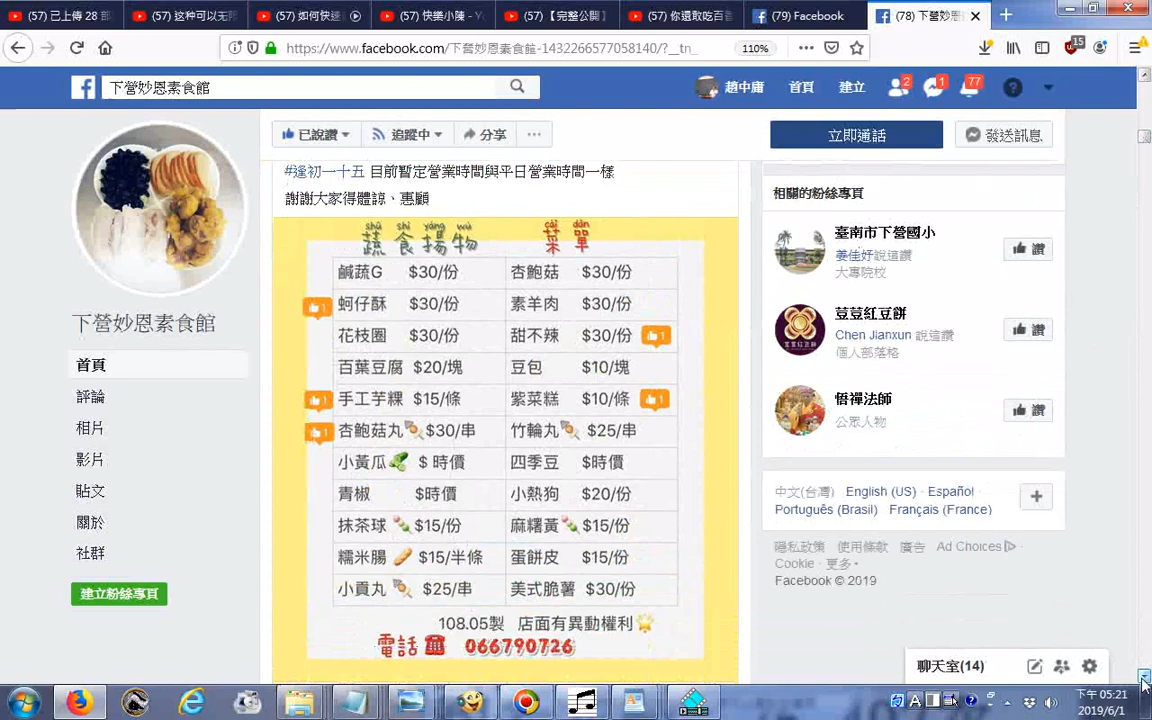 (57) 已上傳 28 部
(57) 这种可以无限
(57) 如何快速
(57) 快樂小陳 - Yo
(57) 【完整公開】
(57) 你還敢吃百香
(79) Facebook
(78) 下營妙恩
https://www.facebook.com/下營妙恩素食館-1432266577058140/?__tn_
110%
15
下營妙恩素食館
趙中庸 首頁 建立 2 1 77
已說讚 追蹤中 分享 ...
立即通話 發送訊息
#逢初一十五 目前暫定營業時間與平日營業時間一樣
謝謝大家得體諒、惠顧
shū shí yáng wù cài dān
蔬食揚物 菜單
鹹蔬G $30/份 杏鮑菇 $30/份
蚵仔酥 $30/份 素羊肉 $30/份
花枝圈 $30/份 甜不辣 $30/份
百葉豆腐 $20/塊 豆包 $10/塊
手工芋粿 $15/條 紫菜糕 $10/條
杏鮑菇丸 $30/串 竹輪丸 $25/串
小黃瓜 $ 時價 四季豆 $時價
青椒 $時價 小熱狗 $20/份
抹茶球 $15/份 麻糬黃 $15/份
糯米腸 $15/半條 蛋餅皮 $15/份
小貢丸 $25/串 美式脆薯 $30/份
108.05製 店面有異動權利
電話 066790726
下營妙恩素食館
首頁
評論
相片
影片
貼文
關於
社群
建立粉絲專頁
相關的粉絲專頁
臺南市下營國小
姜佳妤說這讚
大專院校
讚
荳荳紅豆餅
Chen Jianxun 說這讚
個人部落格
讚
悟禪法師
公眾人物
讚
中文(台灣) · English (US) · Español ·
Português (Brasil) · Français (France)
隱私政策 · 使用條款 · 廣告 · Ad Choices ·
Cookie · 更多
Facebook © 2019
聊天室(14)
下午 05:21
2019/6/1